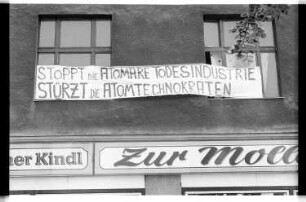 STOPPT DIE ATOMARE TODESINDUSTRIE
STÜRZT DIE ATOMTECHNOKRATEN
ner Kindl
Zur Moll